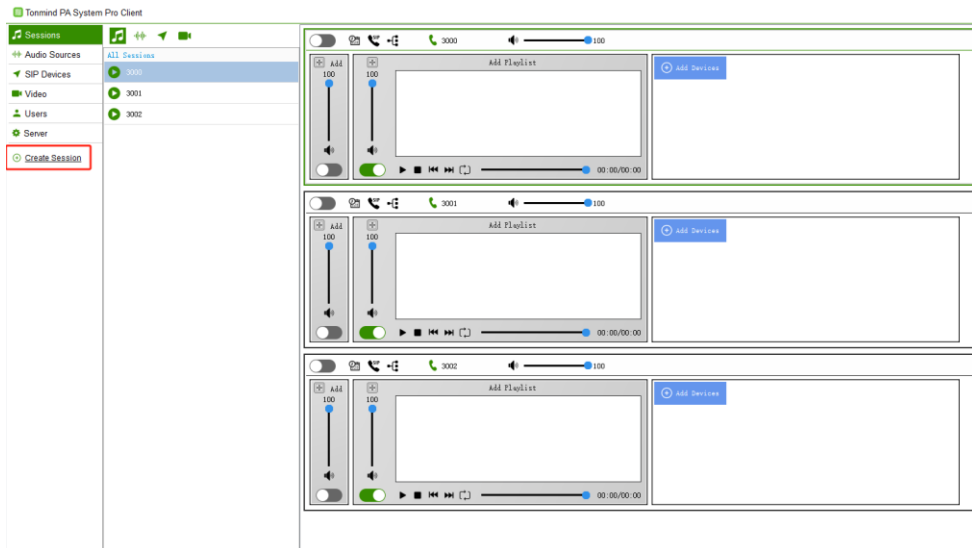 Tonmind PA System Pro Client
Sessions
Audio Sources
SIP Devices
Video
Users
Server
Create Session
All Sessions
3000
3001
3002
SIP 3000 100
Add Add Playlist Add Devices
100 100
00:00/00:00
SIP 3001 100
Add Add Playlist Add Devices
100 100
00:00/00:00
SIP 3002 100
Add Add Playlist Add Devices
100 100
00:00/00:00